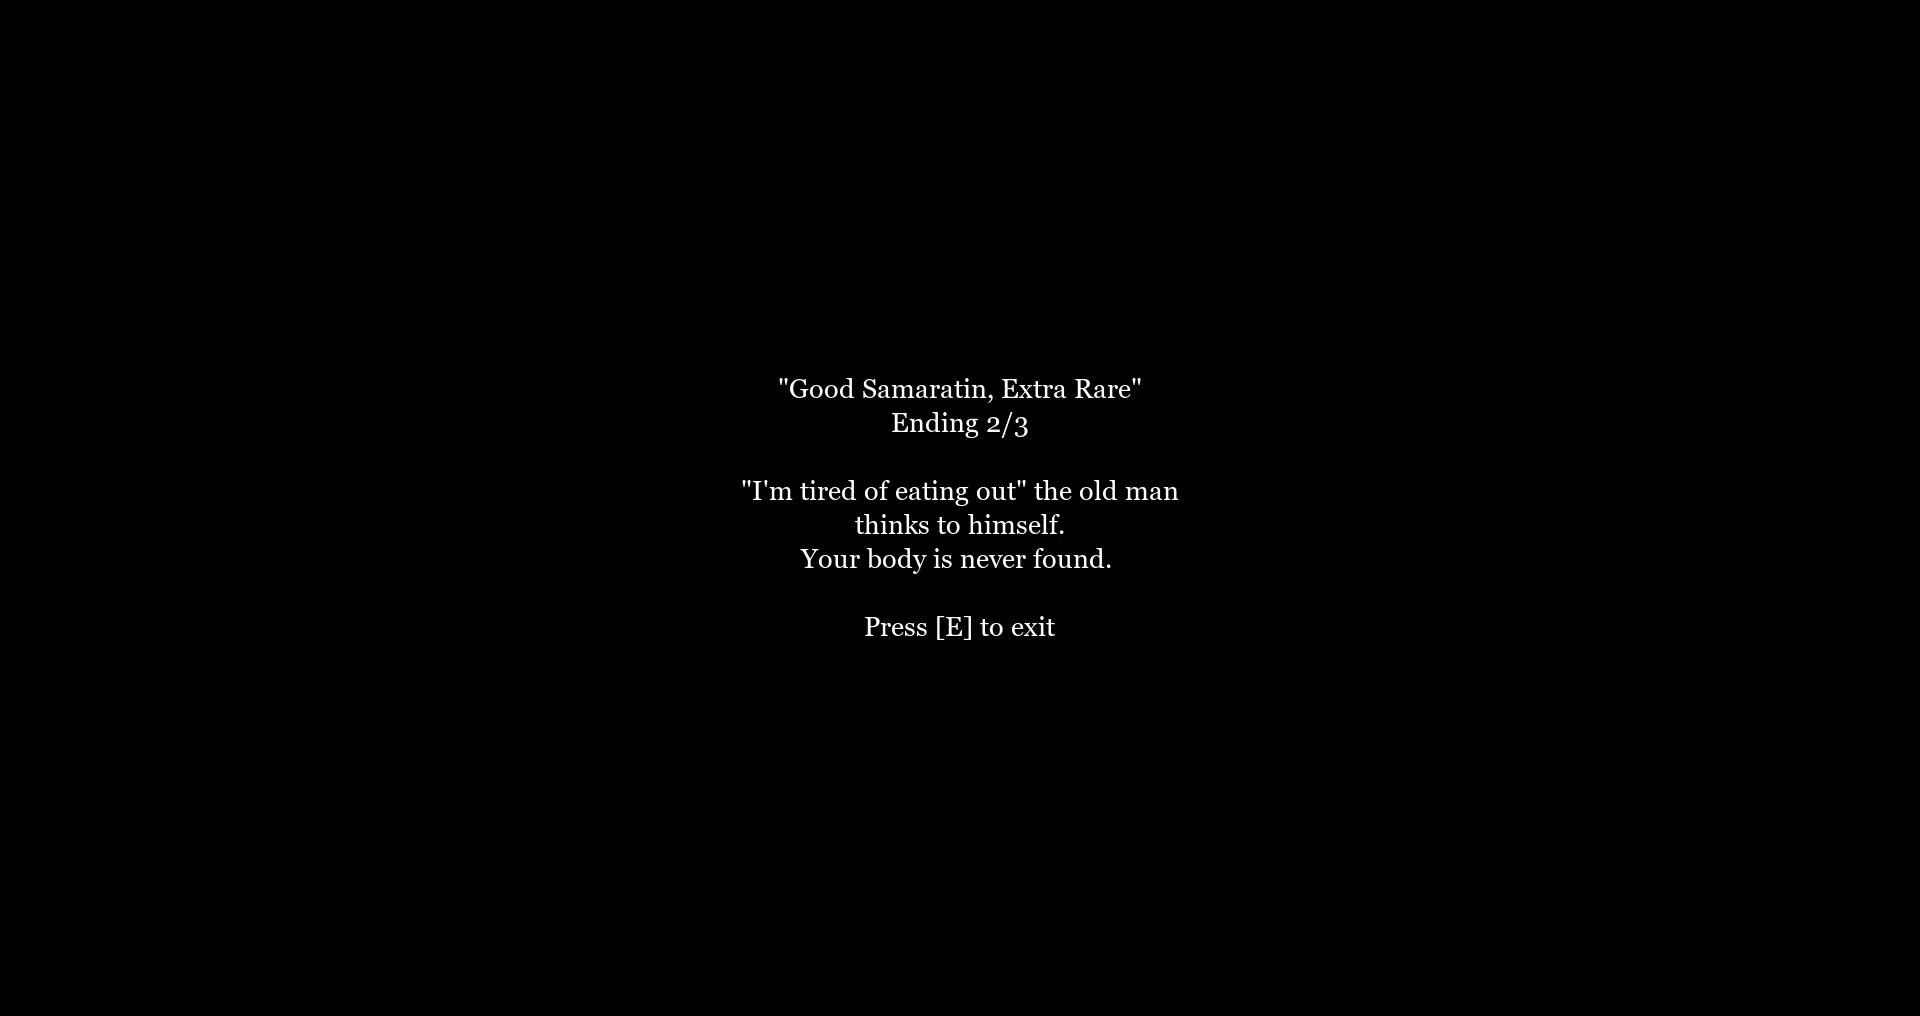 "Good Samaratin, Extra Rare"
Ending 2/3
"I'm tired of eating out" the old man
thinks to himself.
Your body is never found.
Press [E] to exit